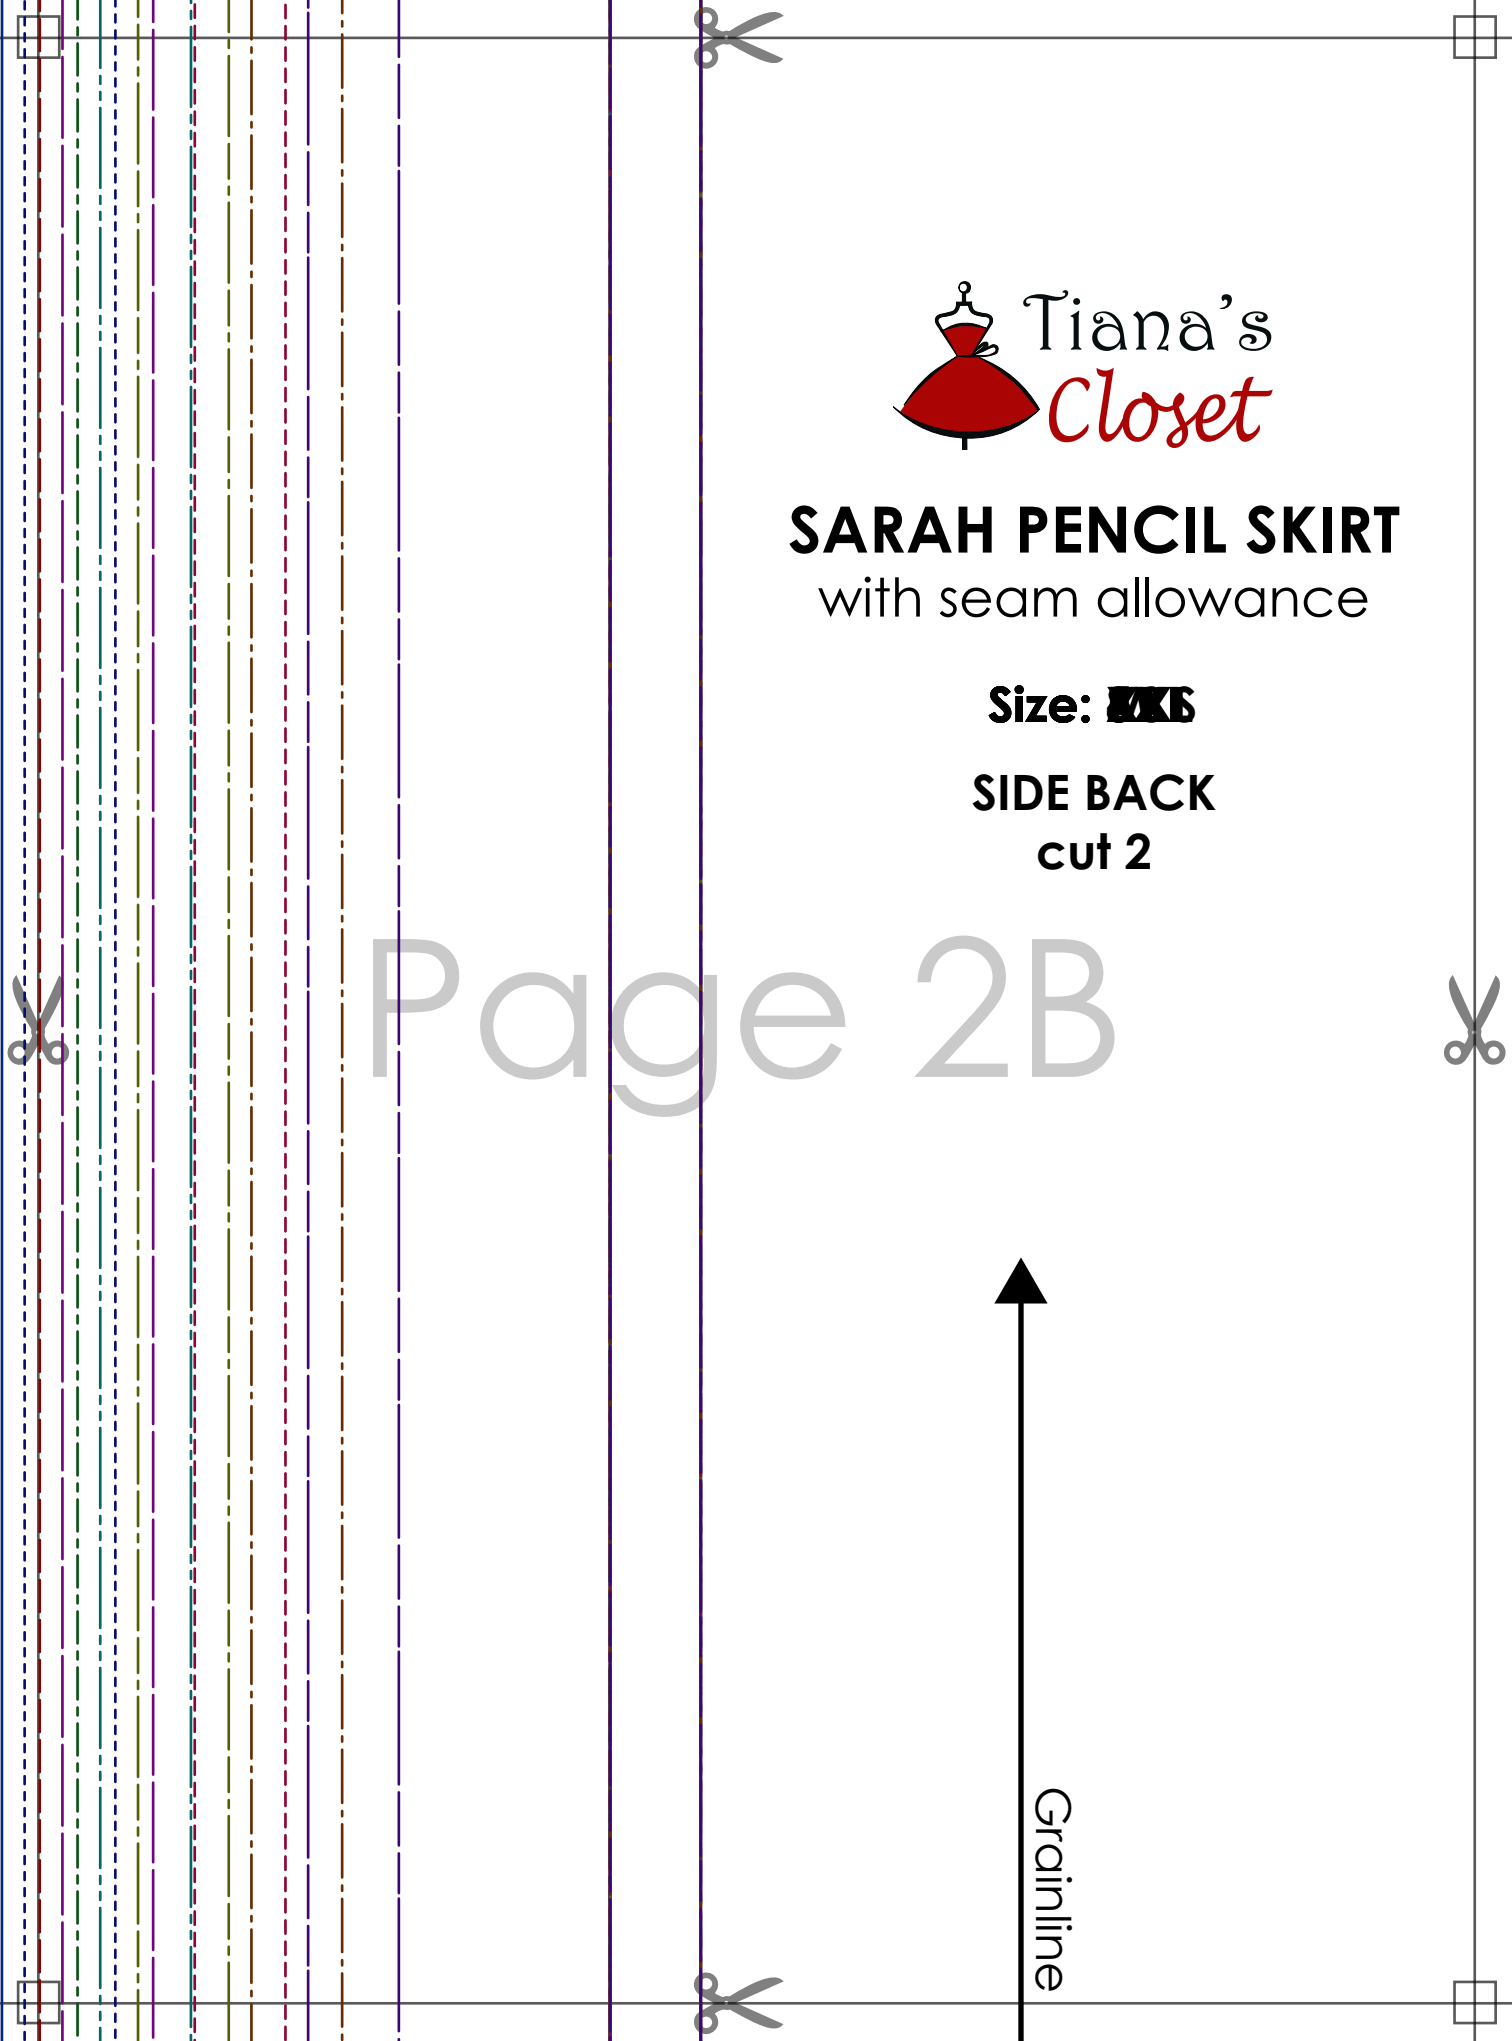 Tiana's
Closet
SARAH PENCIL SKIRT
with seam allowance
Size:
SIDE BACK
cut 2
Page 2B
Grainline